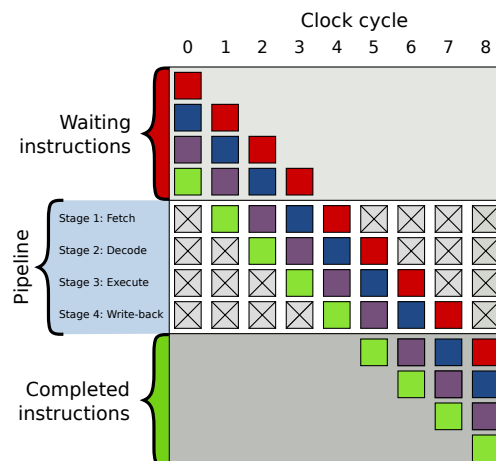 Clock cycle
0 1 2 3 4 5 6 7 8
Waiting
instructions
Pipeline
Stage 1: Fetch
Stage 2: Decode
Stage 3: Execute
Stage 4: Write-back
Completed
instructions